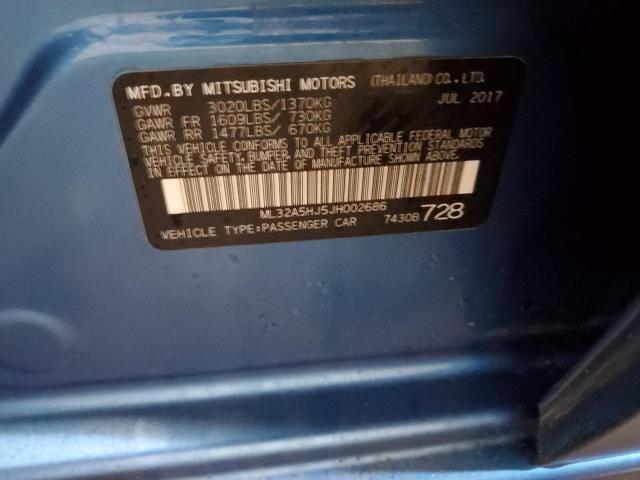 MFD.BY MITSUBISHI MOTORS (THAILAND) CO., LTD.
GVWR 3020LBS/1370KG JUL 2017
GAWR FR 1609LBS/ 730KG
GAWR RR 1477LBS/ 670KG
THIS VEHICLE CONFORMS TO ALL APPLICABLE FEDERAL MOTOR
VEHICLE SAFETY, BUMPER, AND THEFT PREVENTION STANDARDS
IN EFFECT ON THE DATE OF MANUFACTURE SHOWN ABOVE.
ML32A5HJ5JH002686
VEHICLE TYPE:PASSENGER CAR 7430B 728